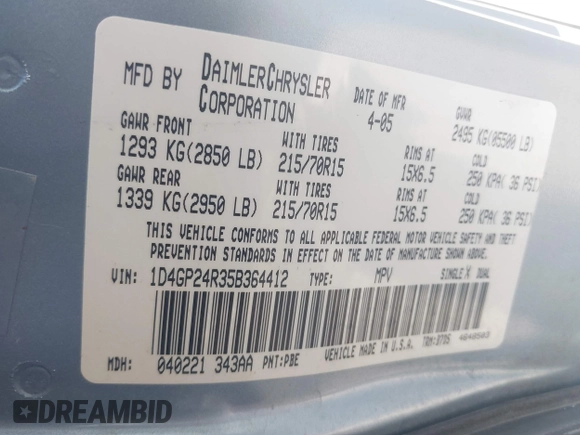 MFD BY DAIMLERCHRYSLER CORPORATION DATE OF MFR 4-05 GVWR 2495 KG(05500 LB)
GAWR FRONT WITH TIRES RIMS AT COLD
1293 KG(2850 LB) 215/70R15 15X6.5 250 KPA( 36 PSI)
GAWR REAR WITH TIRES RIMS AT COLD
1339 KG(2950 LB) 215/70R15 15X6.5 250 KPA( 36 PSI)
THIS VEHICLE CONFORMS TO ALL APPLICABLE FEDERAL MOTOR VEHICLE SAFETY AND THEFT
PREVENTION STANDARDS IN EFFECT ON THE DATE OF MANUFACTURE SHOWN ABOVE.
VIN: 1D4GP24R35B364412 TYPE: MPV SINGLE X DUAL
MDH: 040221 343AA PNT:PBE VEHICLE MADE IN U.S.A. TRM:
DREAMBID